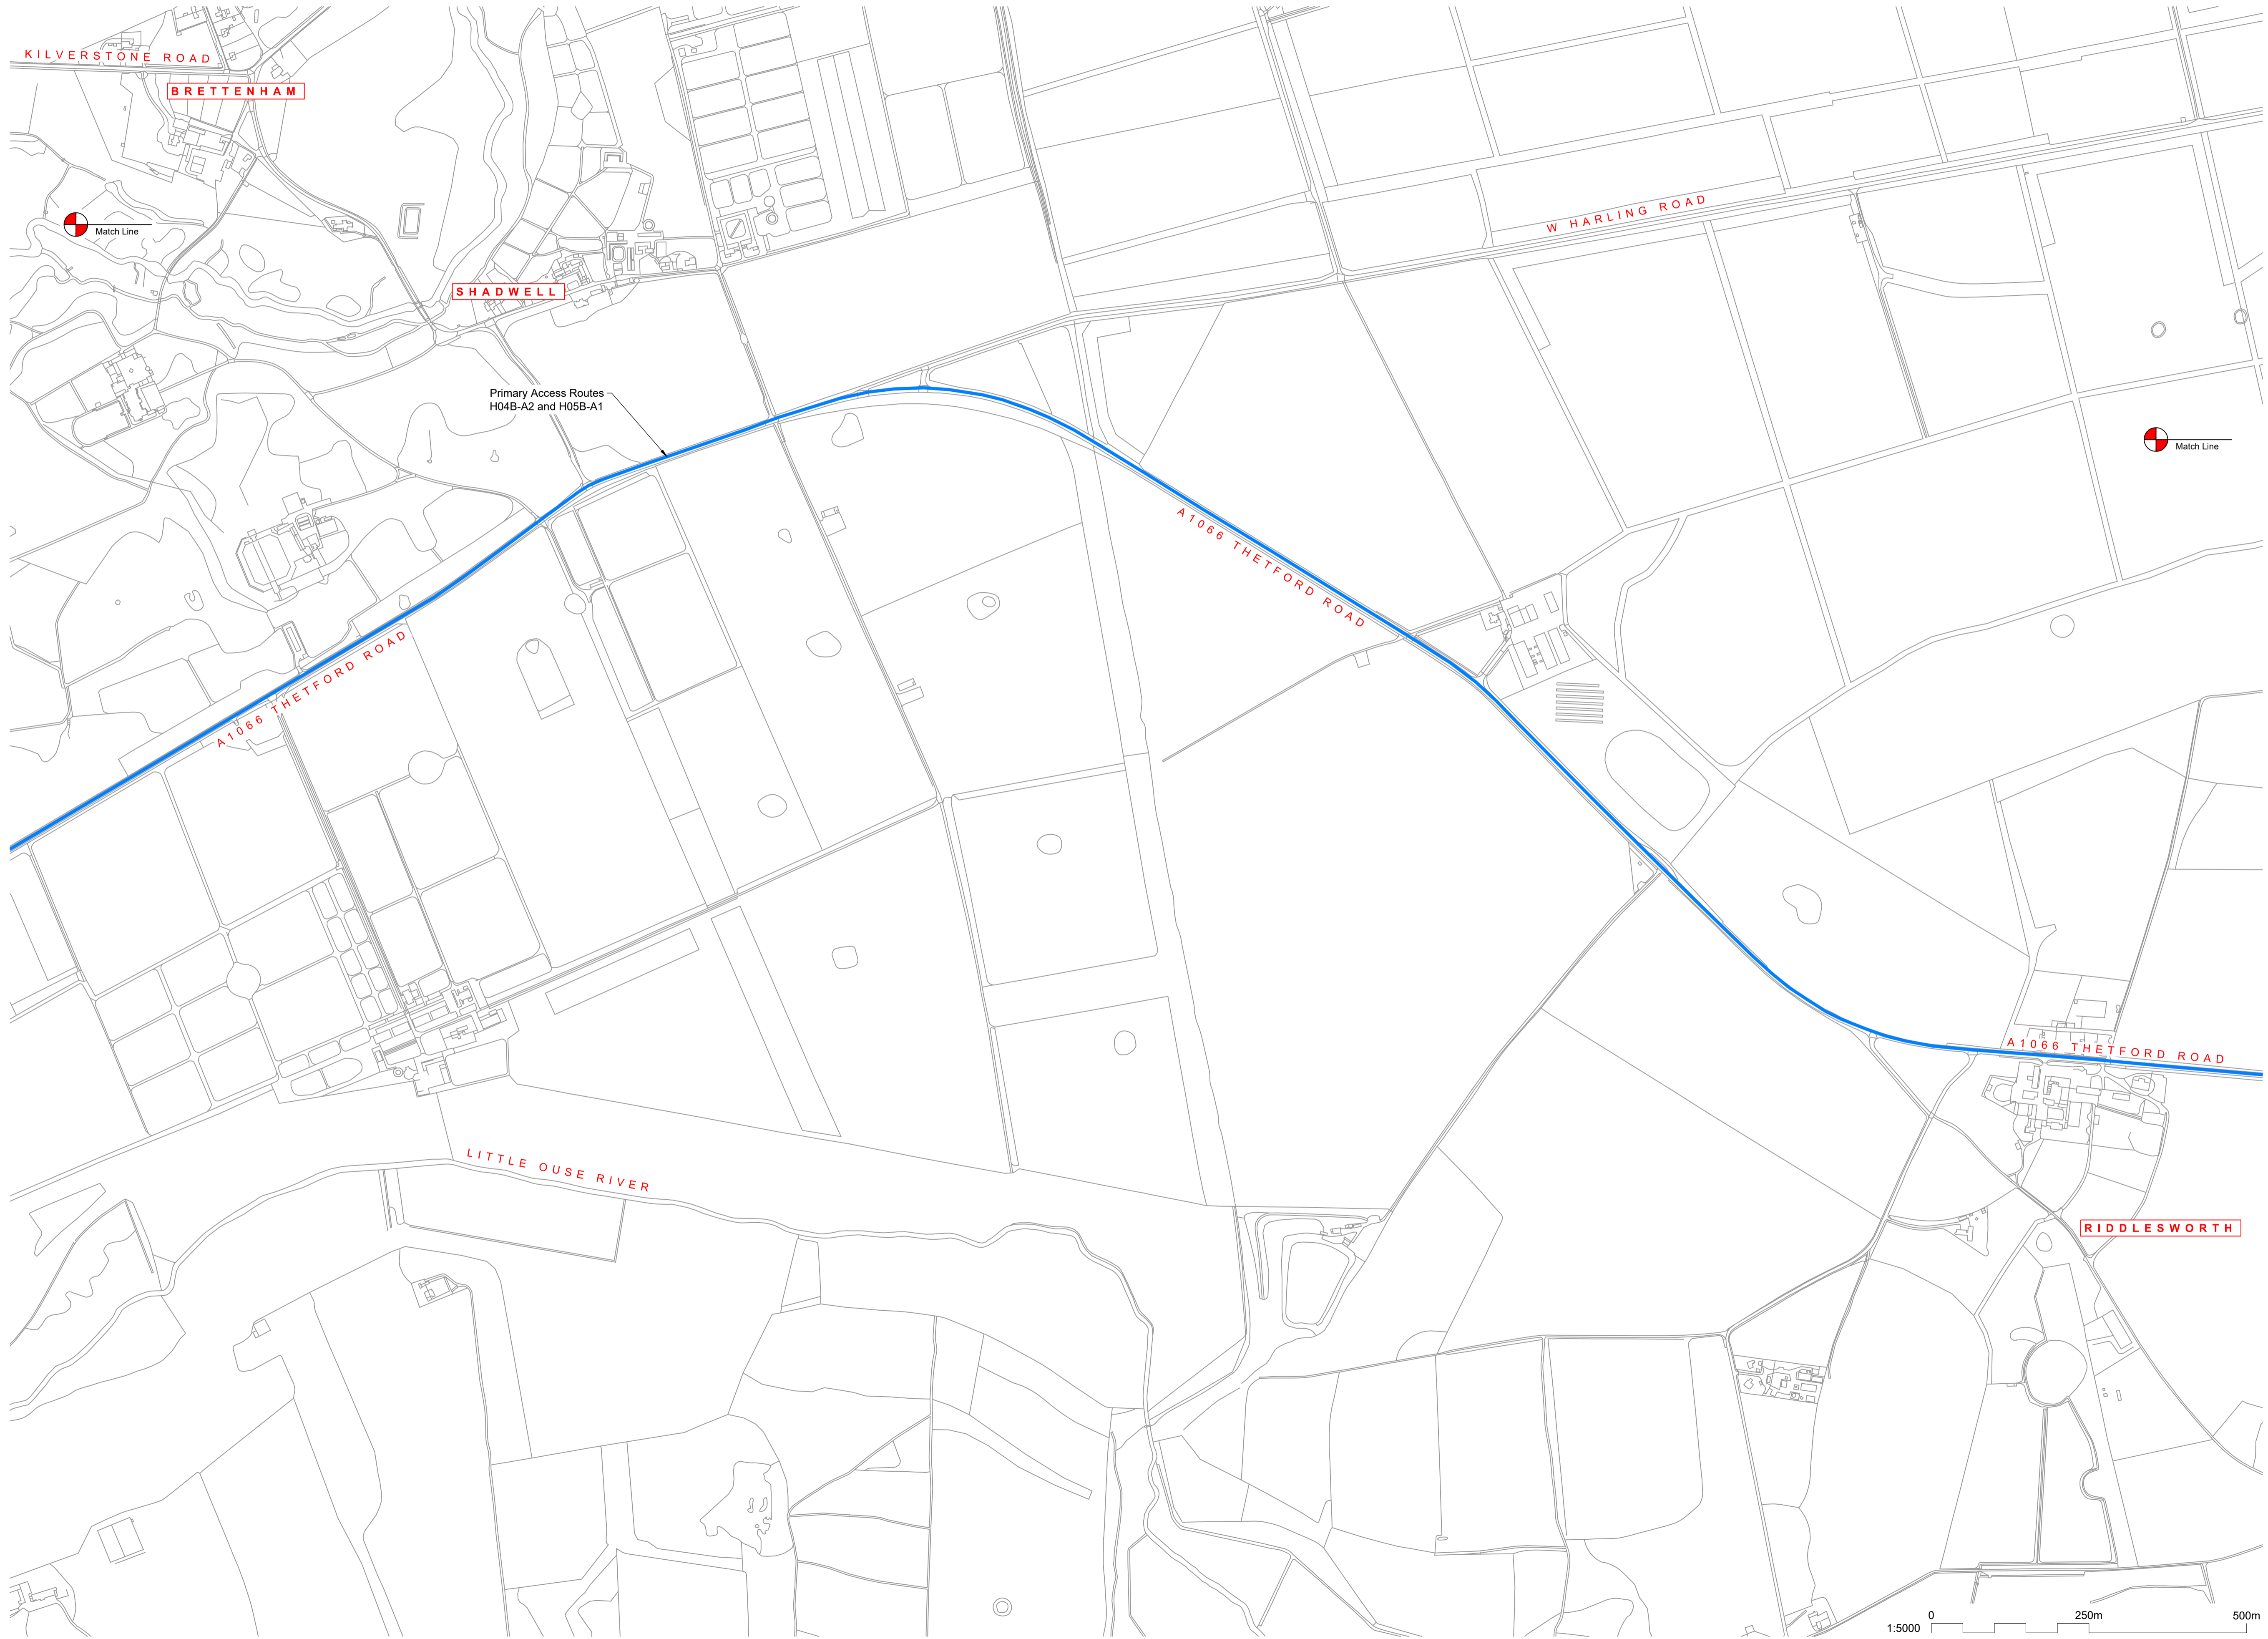 KILVERSTONE ROAD
BRETTENHAM
Match Line
W HARLING ROAD
SHADWELL
Primary Access Routes
H04B-A2 and H05B-A1
Match Line
A1066 THETFORD ROAD
A1066 THETFORD ROAD
A1066 THETFORD ROAD
LITTLE OUSE RIVER
RIDDLESWORTH
0 250m 500m
1:5000